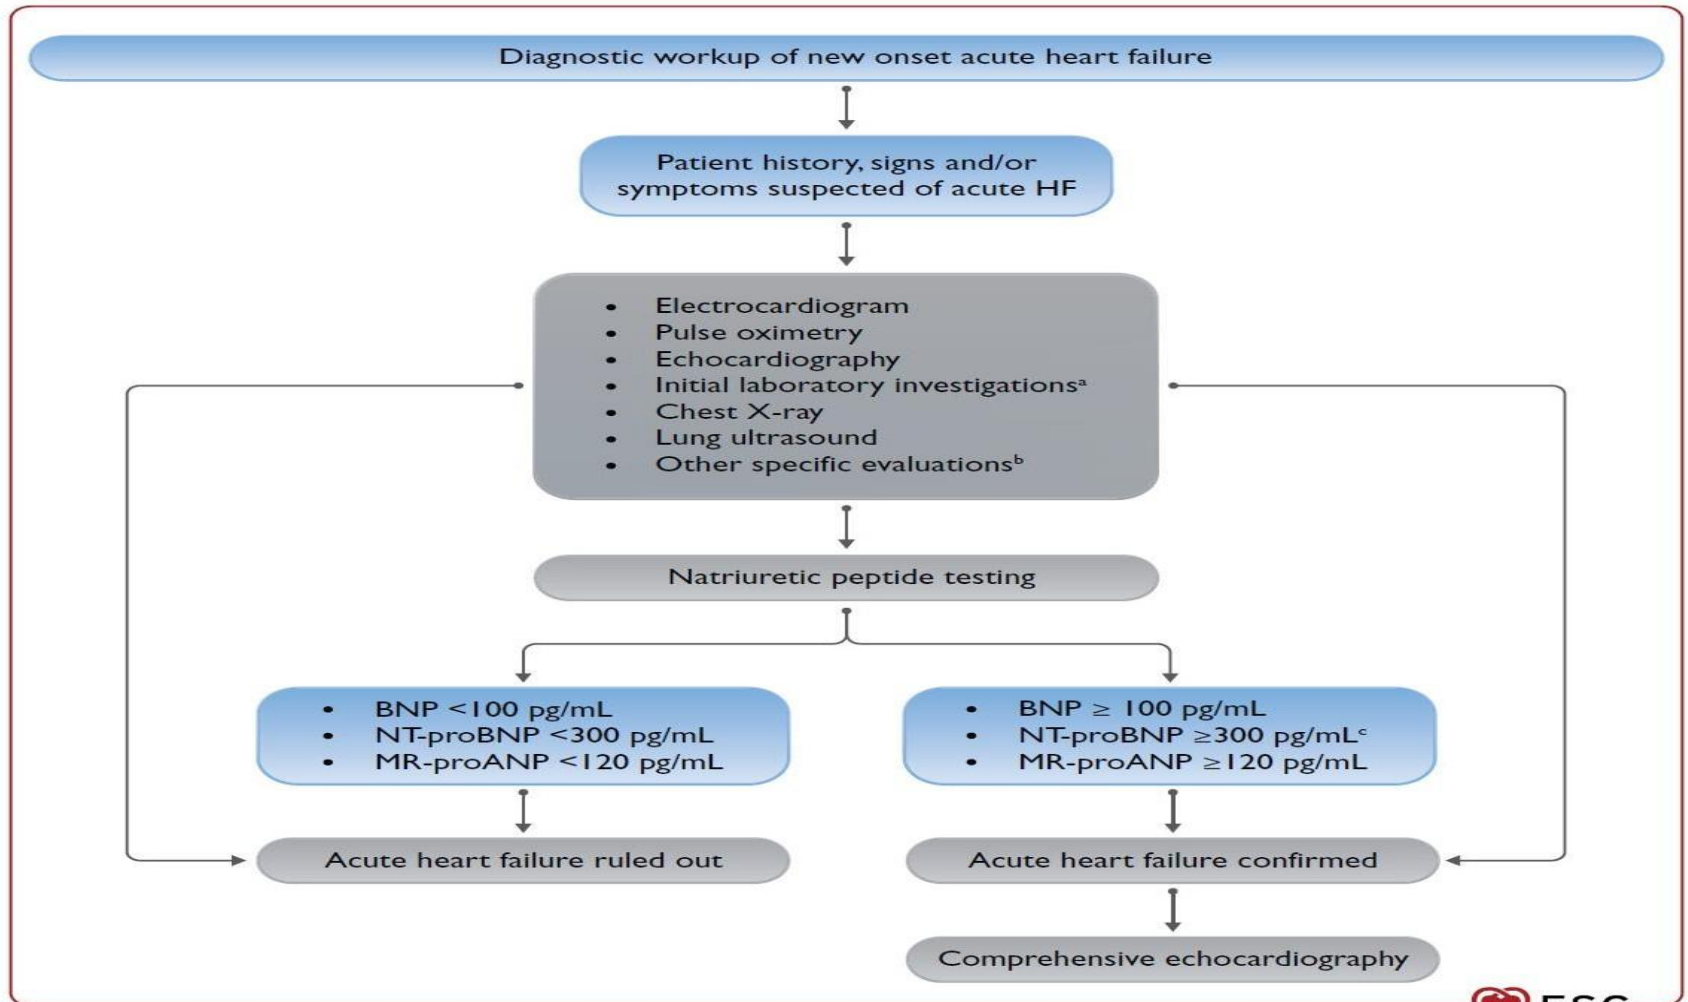 Diagnostic workup of new onset acute heart failure
Patient history, signs and/or
symptoms suspected of acute HF
• Electrocardiogram
• Pulse oximetry
• Echocardiography
• Initial laboratory investigationsᵃ
• Chest X-ray
• Lung ultrasound
• Other specific evaluationsᵇ
Natriuretic peptide testing
• BNP <100 pg/mL
• NT-proBNP <300 pg/mL
• MR-proANP <120 pg/mL
• BNP ≥ 100 pg/mL
• NT-proBNP ≥300 pg/mLᶜ
• MR-proANP ≥120 pg/mL
Acute heart failure ruled out
Acute heart failure confirmed
Comprehensive echocardiography
ESC